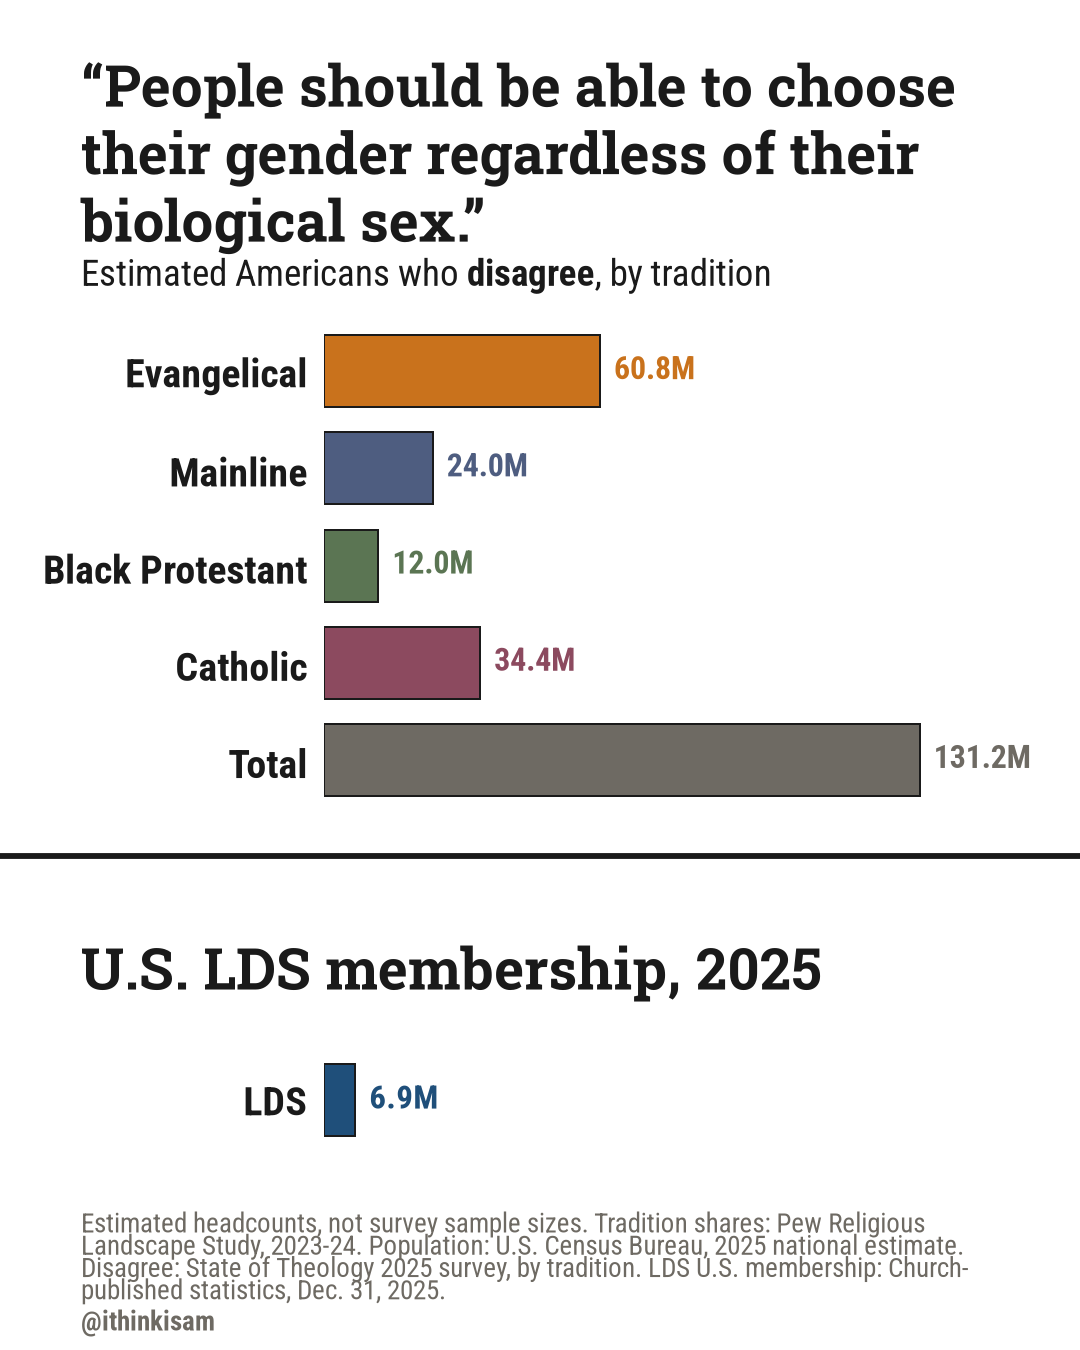 “People should be able to choose
their gender regardless of their
biological sex.”
Estimated Americans who disagree, by tradition
Evangelical 60.8M
Mainline 24.0M
Black Protestant 12.0M
Catholic 34.4M
Total 131.2M
U.S. LDS membership, 2025
LDS 6.9M
Estimated headcounts, not survey sample sizes. Tradition shares: Pew Religious
Landscape Study, 2023-24. Population: U.S. Census Bureau, 2025 national estimate.
Disagree: State of Theology 2025 survey, by tradition. LDS U.S. membership: Church-
published statistics, Dec. 31, 2025.
@ithinkisam